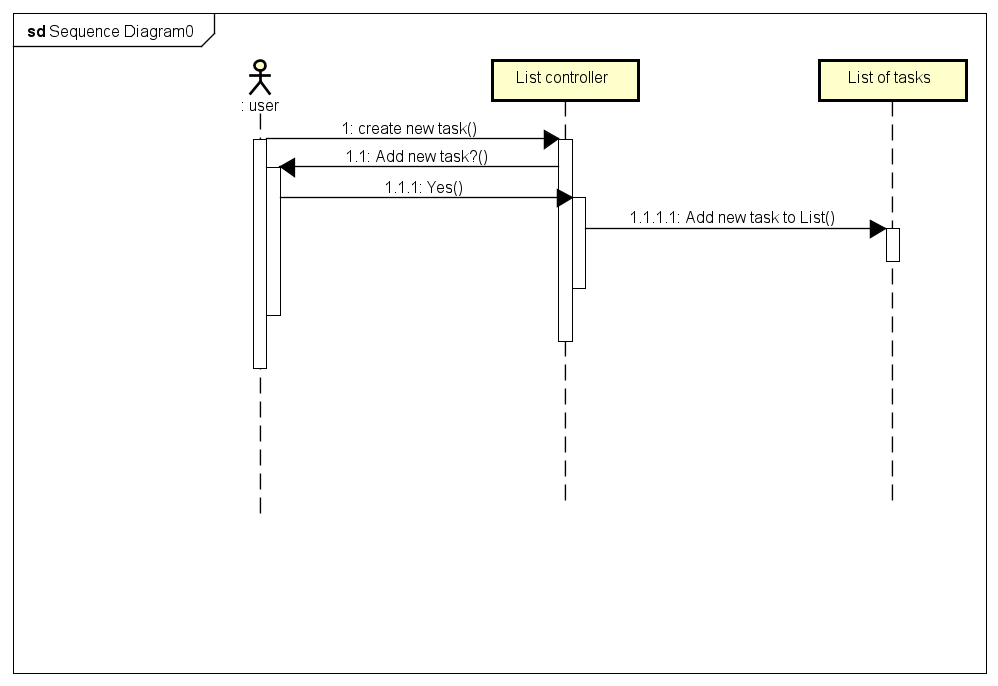 sd Sequence Diagram0
: user
List controller
List of tasks
1: create new task()
1.1: Add new task?()
1.1.1: Yes()
1.1.1.1: Add new task to List()